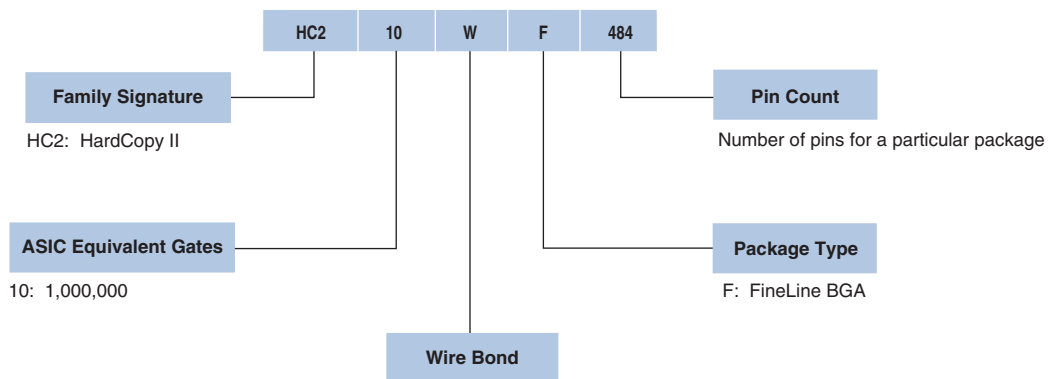 HC2 10 W F 484
Family Signature
HC2: HardCopy II
Pin Count
Number of pins for a particular package
ASIC Equivalent Gates
10: 1,000,000
Package Type
F: FineLine BGA
Wire Bond